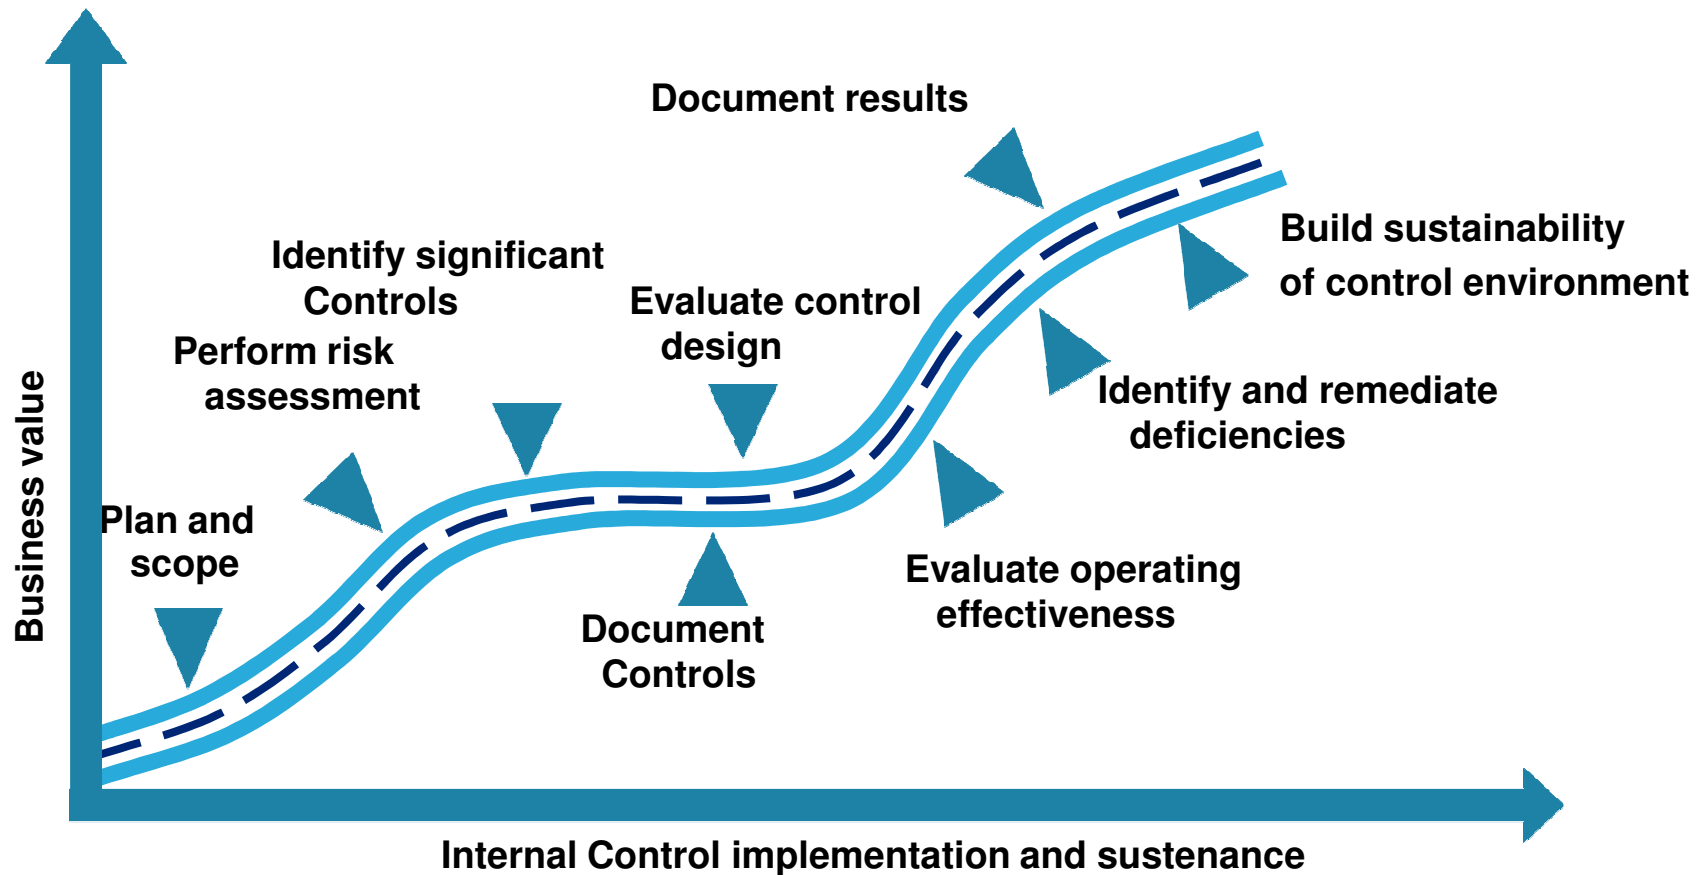 Document results
Build sustainability
of control environment
Identify significant
Controls
Evaluate control
design
Perform risk
assessment
Identify and remediate
deficiencies
Plan and
scope
Evaluate operating
effectiveness
Document
Controls
Business value
Internal Control implementation and sustenance